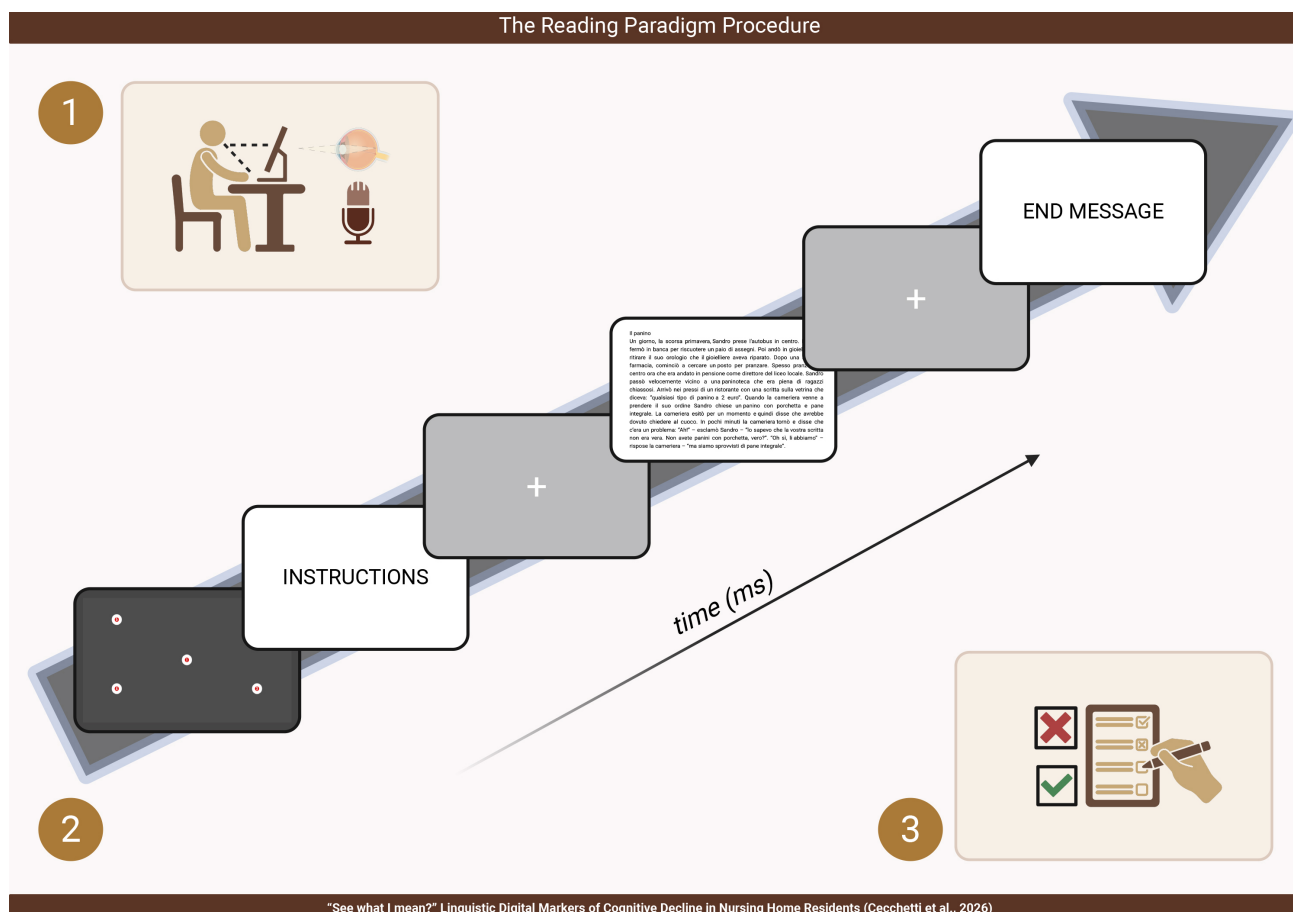 The Reading Paradigm Procedure
1
END MESSAGE
+
Il panino
Un giorno, la scorsa primavera, Sandro prese l'autobus in centro.
fermò in banca per riscuotere un paio di assegni. Poi andò in
ritirare il suo orologio che il gioielliere aveva riparato. Dopo una
farmacia, cominciò a cercare un posto per pranzare. Spesso
centro ora che era andato in pensione come direttore del liceo locale. Sandro
passò velocemente vicino a una paninoteca che era piena di ragazzi
chiassosi. Arrivò nei pressi di un ristorante con una scritta sulla vetrina che
diceva: "qualsiasi tipo di panino a 2 euro". Quando la cameriera venne a
prendere il suo ordine Sandro chiese un panino con porchetta e pane
integrale. La cameriera esitò per un momento e quindi disse che avrebbe
dovuto chiedere al cuoco. In pochi minuti la cameriera tornò e disse che
c'era un problema: "Ah!" – esclamò Sandro – "lo sapevo che la vostra scritta
non era vera. Non avete panini con porchetta, vero?". "Oh sì, li abbiamo" –
rispose la cameriera – "ma siamo sprovvisti di pane integrale".
+
INSTRUCTIONS
time (ms)
2
3
"See what I mean?" Linguistic Digital Markers of Cognitive Decline in Nursing Home Residents (Cecchetti et al., 2026)